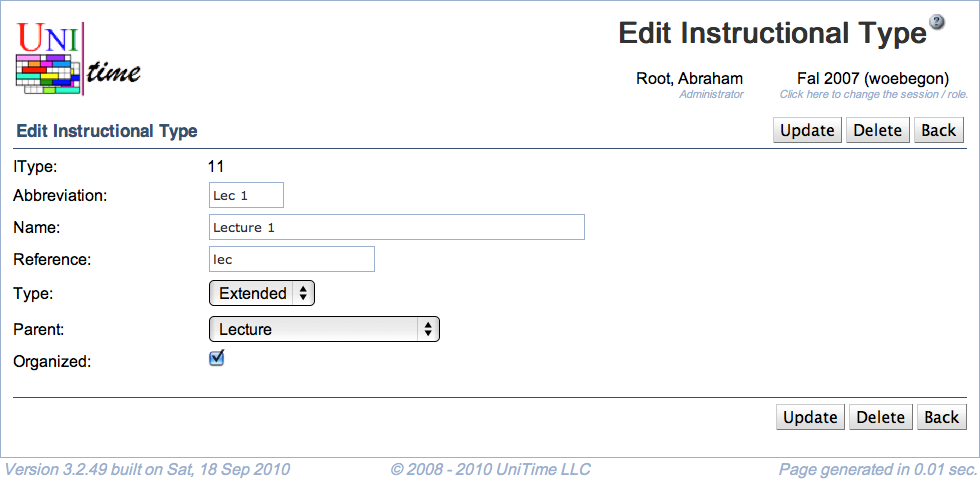 UNI
time
Edit Instructional Type ?
Root, Abraham
Administrator
Fal 2007 (woebegon)
Click here to change the session / role.
Edit Instructional Type
Update Delete Back
IType: 11
Abbreviation: Lec 1
Name: Lecture 1
Reference: lec
Type: Extended
Parent: Lecture
Organized:
Update Delete Back
Version 3.2.49 built on Sat, 18 Sep 2010 © 2008 - 2010 UniTime LLC Page generated in 0.01 sec.